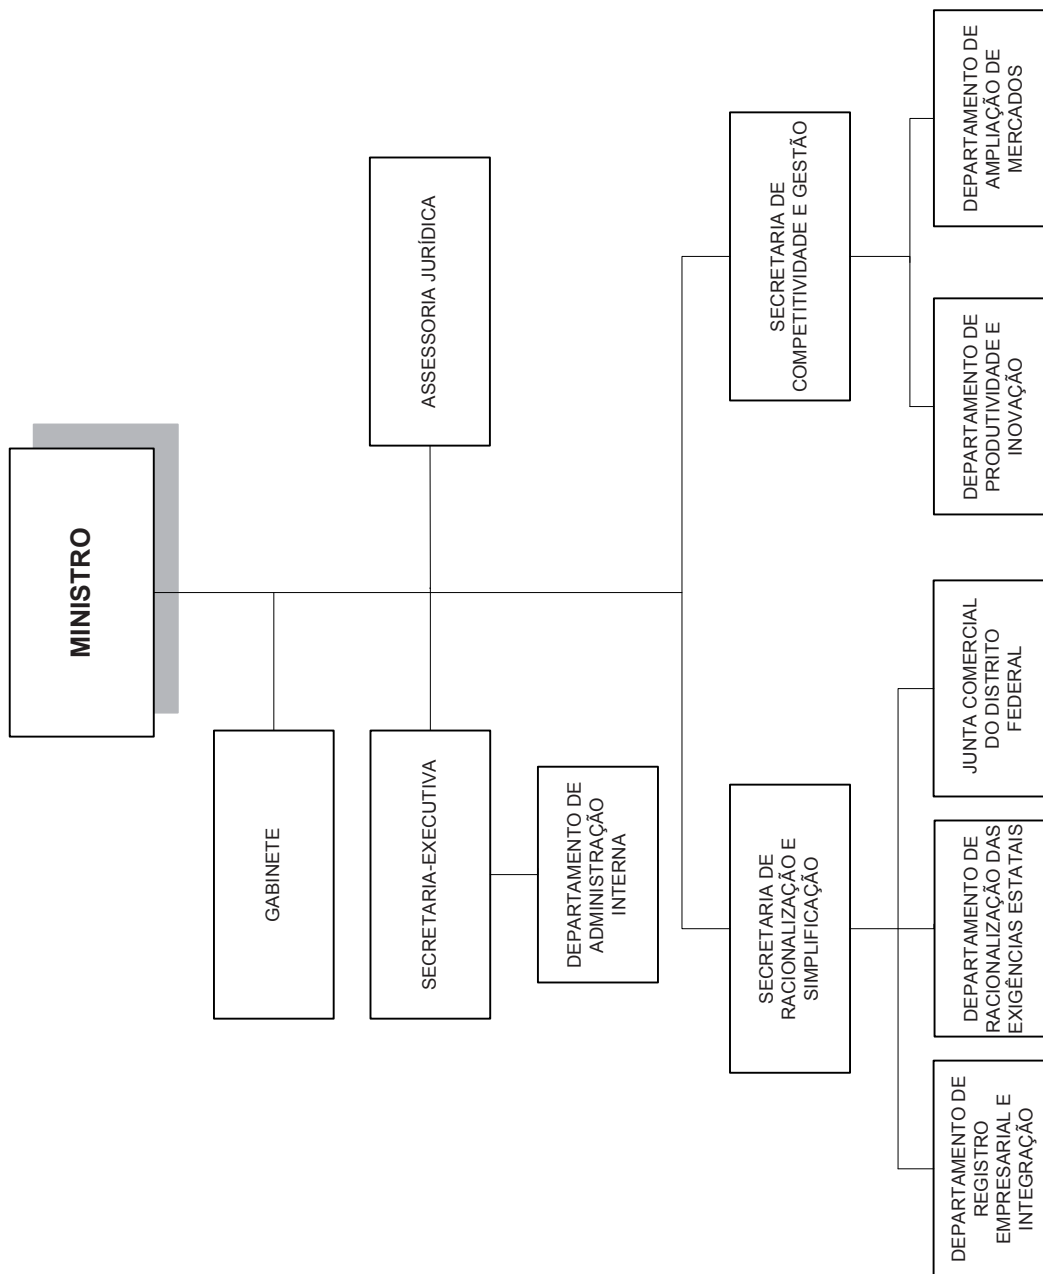 MINISTRO
GABINETE
ASSESSORIA JURÍDICA
SECRETARIA-EXECUTIVA
DEPARTAMENTO DE
ADMINISTRAÇÃO
INTERNA
SECRETARIA DE
RACIONALIZAÇÃO E
SIMPLIFICAÇÃO
SECRETARIA DE
COMPETITIVIDADE E GESTÃO
DEPARTAMENTO DE
REGISTRO
EMPRESARIAL E
INTEGRAÇÃO
DEPARTAMENTO DE
RACIONALIZAÇÃO DAS
EXIGÊNCIAS ESTATAIS
JUNTA COMERCIAL
DO DISTRITO
FEDERAL
DEPARTAMENTO DE
PRODUTIVIDADE E
INOVAÇÃO
DEPARTAMENTO DE
AMPLIAÇÃO DE
MERCADOS